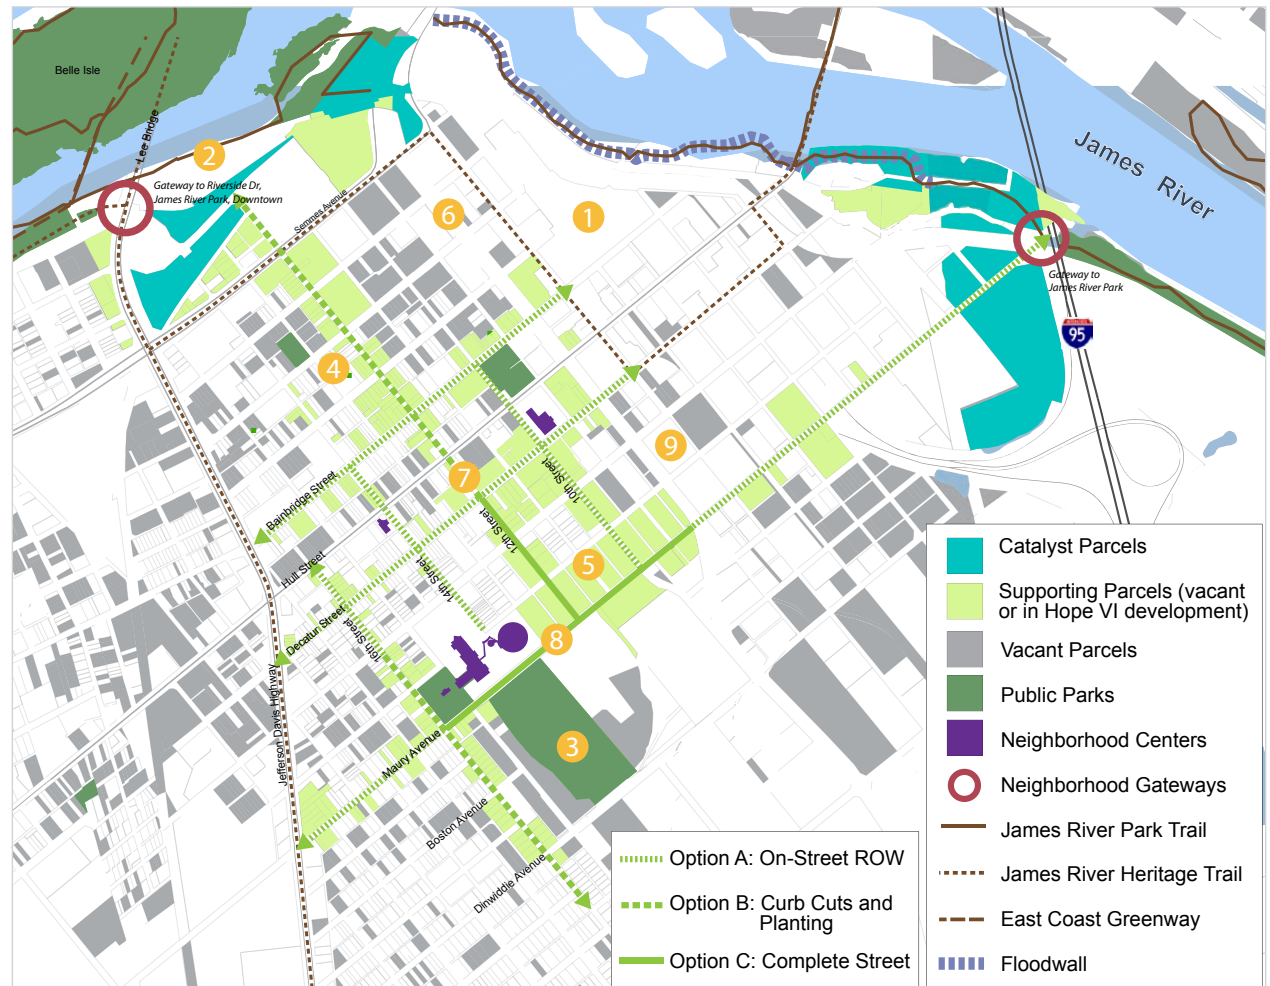 Belle Isle
Lee Bridge
2
Gateway to Riverside Dr,
James River Park, Downtown
Semmes Avenue
6
1
James River
Gateway to
James River Park
INTERSTATE
95
4
9
7
Bainbridge Street
10th Street
12th Street
Hull Street
14th Street
5
Decatur Street
16th Street
8
Jefferson Davis Highway
3
Maury Avenue
Boston Avenue
Dinwiddie Avenue
Option A: On-Street ROW
Option B: Curb Cuts and
Planting
Option C: Complete Street
Catalyst Parcels
Supporting Parcels (vacant
or in Hope VI development)
Vacant Parcels
Public Parks
Neighborhood Centers
Neighborhood Gateways
James River Park Trail
James River Heritage Trail
East Coast Greenway
Floodwall